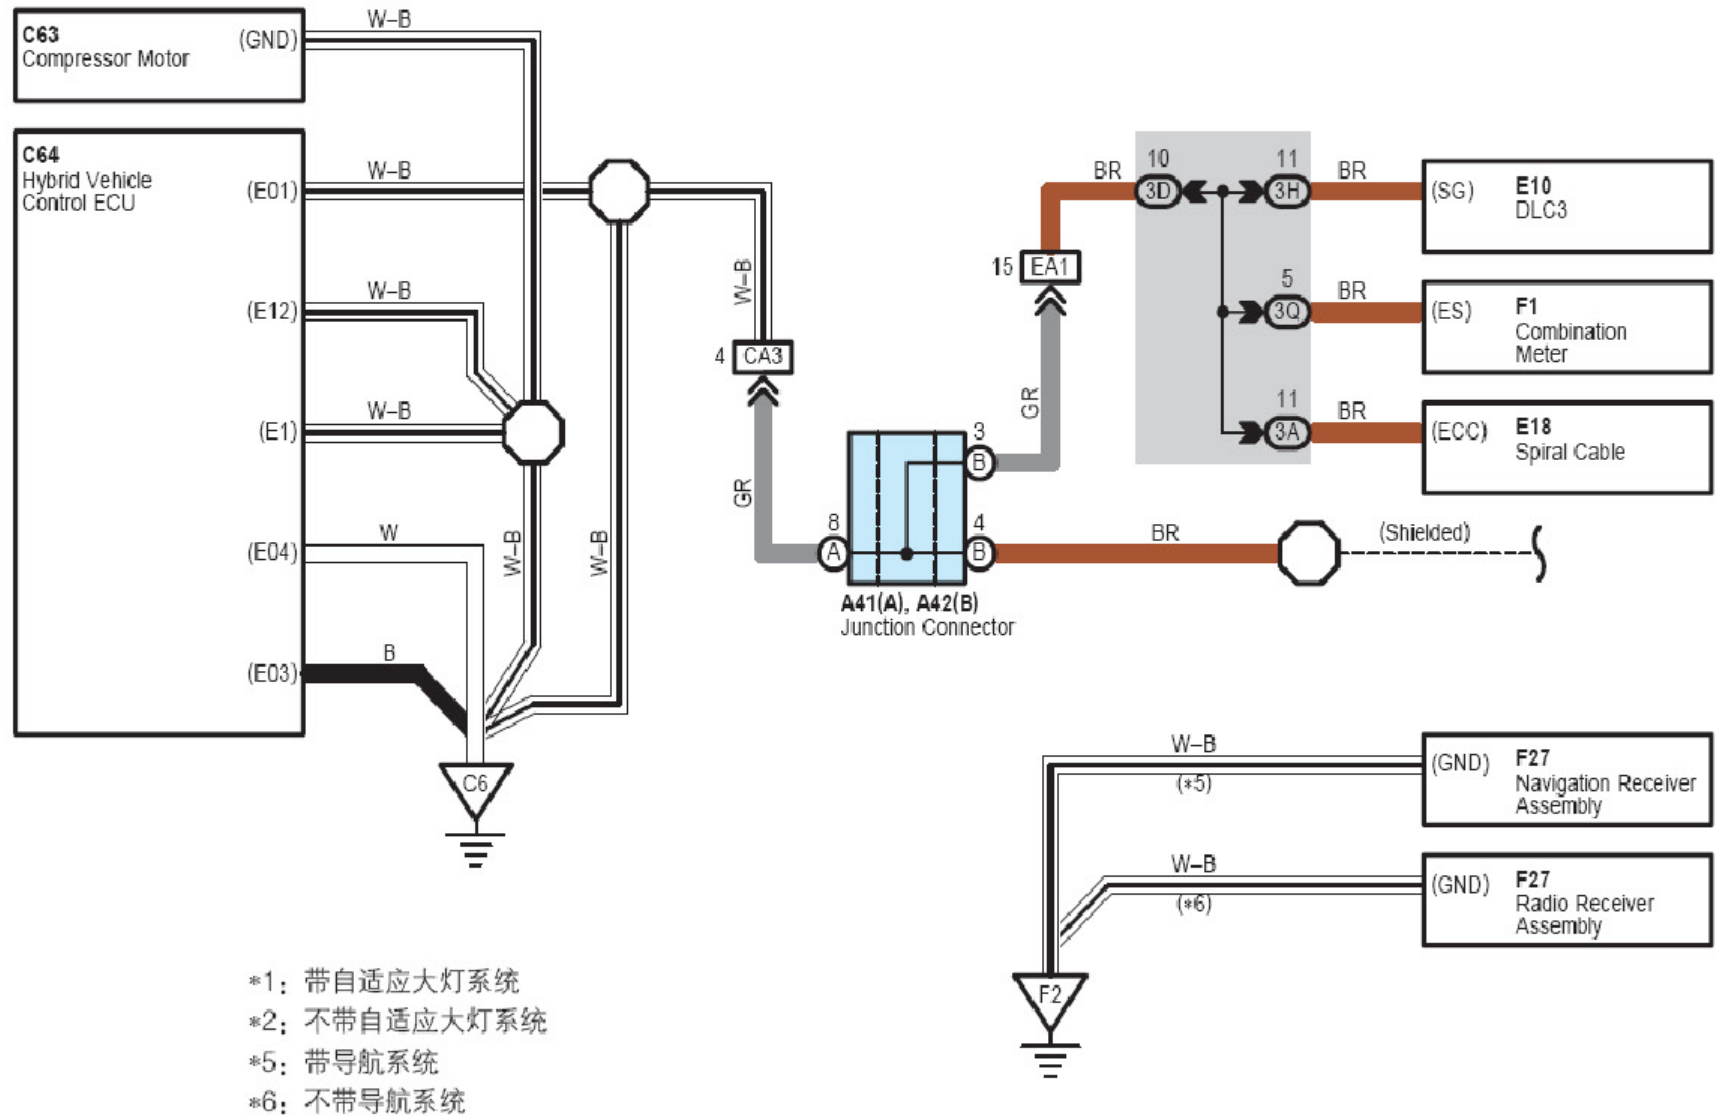 C63
Compressor Motor
(GND)
W–B
C64
Hybrid Vehicle
Control ECU
(E01)
W–B
(E12)
W–B
(E1)
W–B
(E04)
W
(E03)
B
W–B
W–B
C6
W–B
4
CA3
GR
8
A
3
B
4
B
A41(A), A42(B)
Junction Connector
GR
15
EA1
BR
10
3D
11
3H
BR
(SG)
E10
DLC3
5
3Q
BR
(ES)
F1
Combination
Meter
11
3A
BR
(ECC)
E18
Spiral Cable
BR
(Shielded)
W–B
(*5)
(GND)
F27
Navigation Receiver
Assembly
W–B
(*6)
(GND)
F27
Radio Receiver
Assembly
F2
*1: 带自适应大灯系统
*2: 不带自适应大灯系统
*5: 带导航系统
*6: 不带导航系统